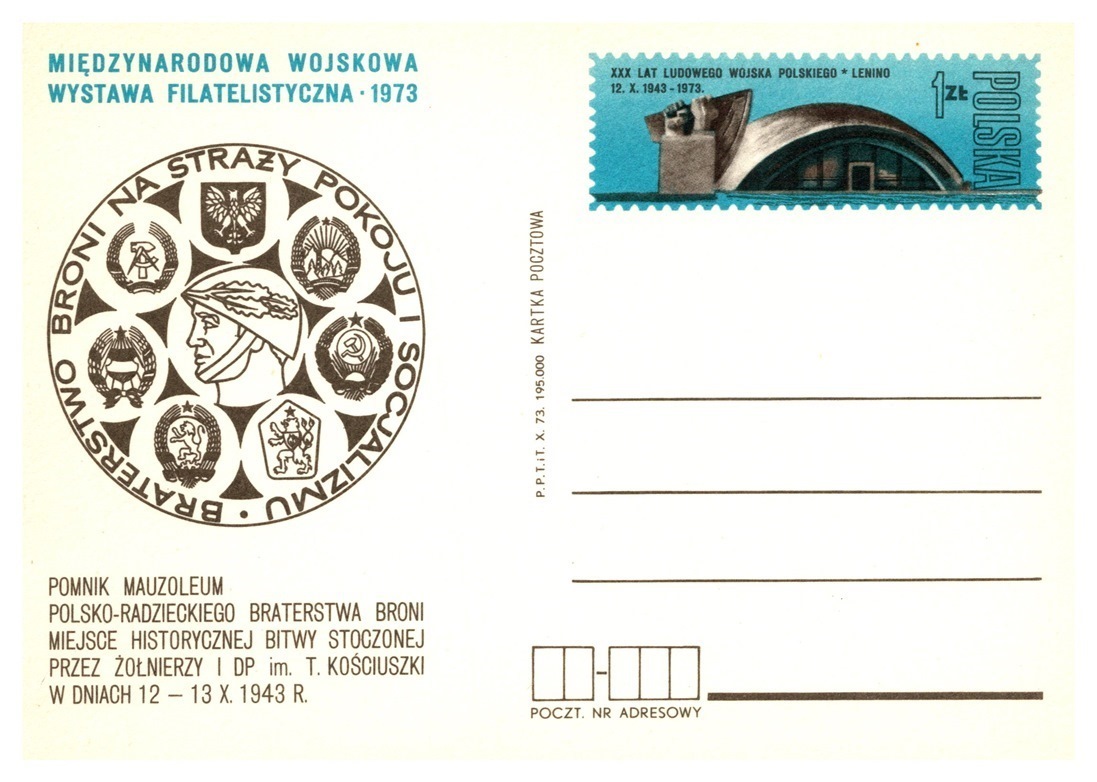 MIĘDZYNARODOWA WOJSKOWA
WYSTAWA FILATELISTYCZNA · 1973
BRATERSTWO BRONI NA STRAŻY POKOJU I SOCJALIZMU ·
POMNIK MAUZOLEUM
POLSKO-RADZIECKIEGO BRATERSTWA BRONI
MIEJSCE HISTORYCZNEJ BITWY STOCZONEJ
PRZEZ ŻOŁNIERZY I DP im. T. KOŚCIUSZKI
W DNIACH 12 – 13 X. 1943 R.
P.P.T.iT. X. 73. 195.000 KARTKA POCZTOWA
XXX LAT LUDOWEGO WOJSKA POLSKIEGO * LENINO
12. X. 1943 - 1973.
1 ZŁ
POLSKA
POCZT. NR ADRESOWY